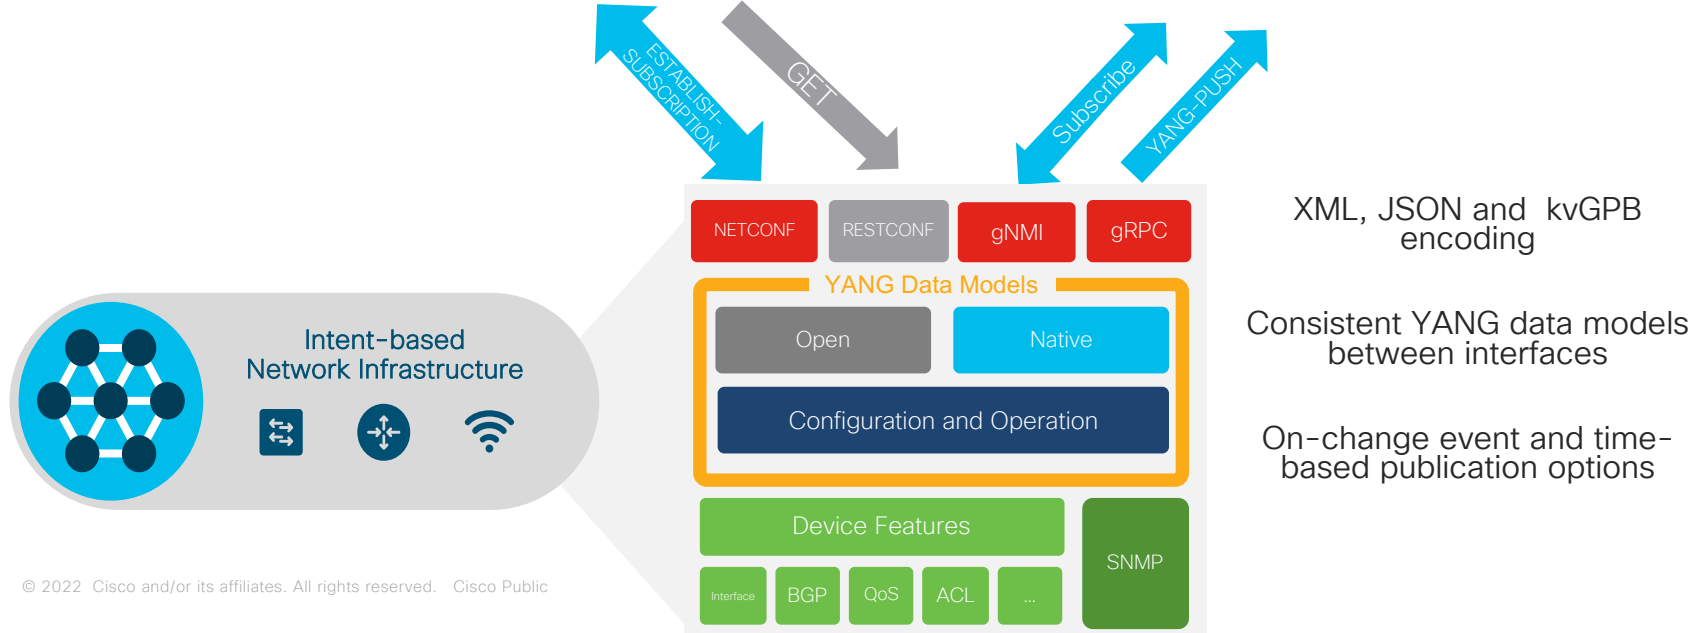 ESTABLISH-
SUBSCRIPTION
GET
Subscribe
YANG-PUSH
NETCONF
RESTCONF
gNMI
gRPC
YANG Data Models
Open
Native
Configuration and Operation
Device Features
SNMP
Interface
BGP
QoS
ACL
...
Intent-based
Network Infrastructure
XML, JSON and kvGPB
encoding
Consistent YANG data models
between interfaces
On-change event and time-
based publication options
© 2022 Cisco and/or its affiliates. All rights reserved. Cisco Public